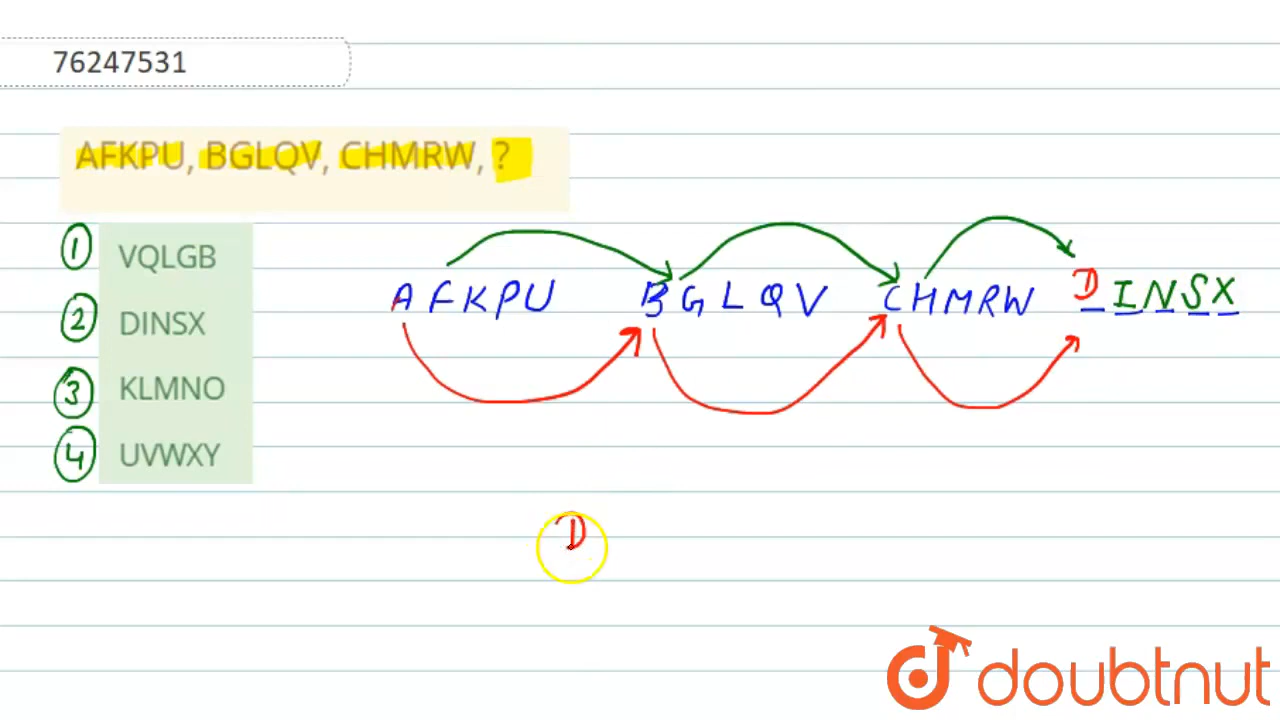 76247531
AFKPU, BGLQV, CHMRW, ?
1 VQLGB
2 DINSX
3 KLMNO
4 UVWXY
AFKPU BGLQV CHMRW DINSX
D
doubtnut